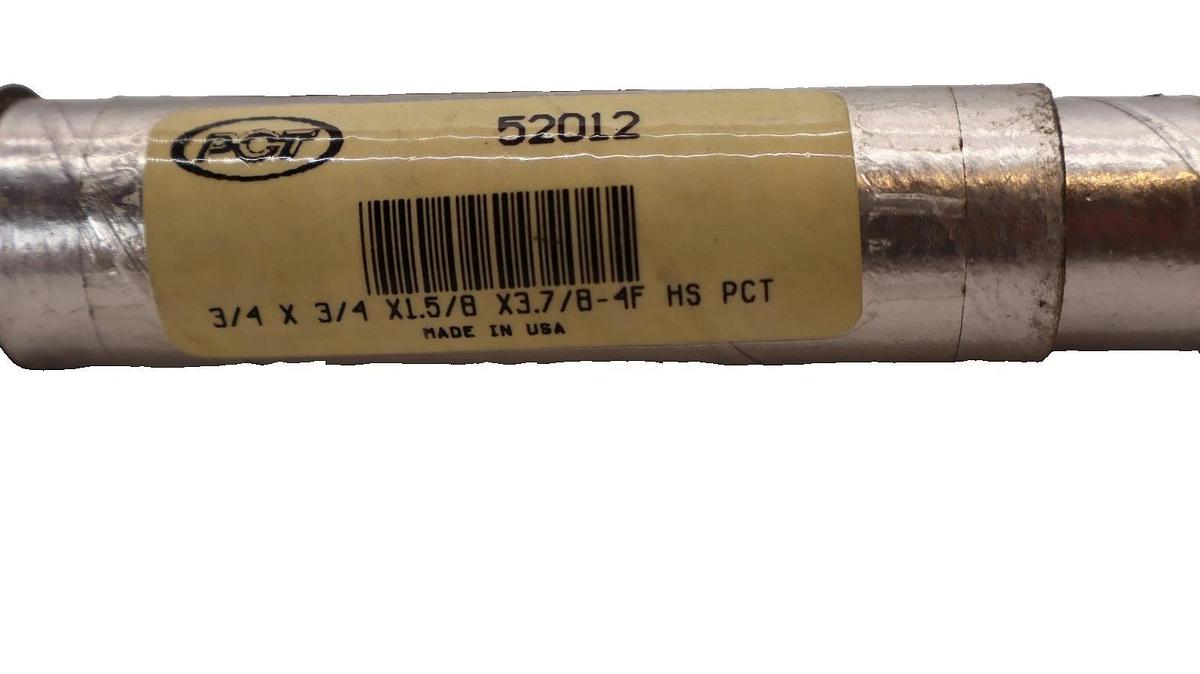 PCT
52012
3/4 X 3/4 X1.5/8 X3.7/8-4F HS PCT
MADE IN USA